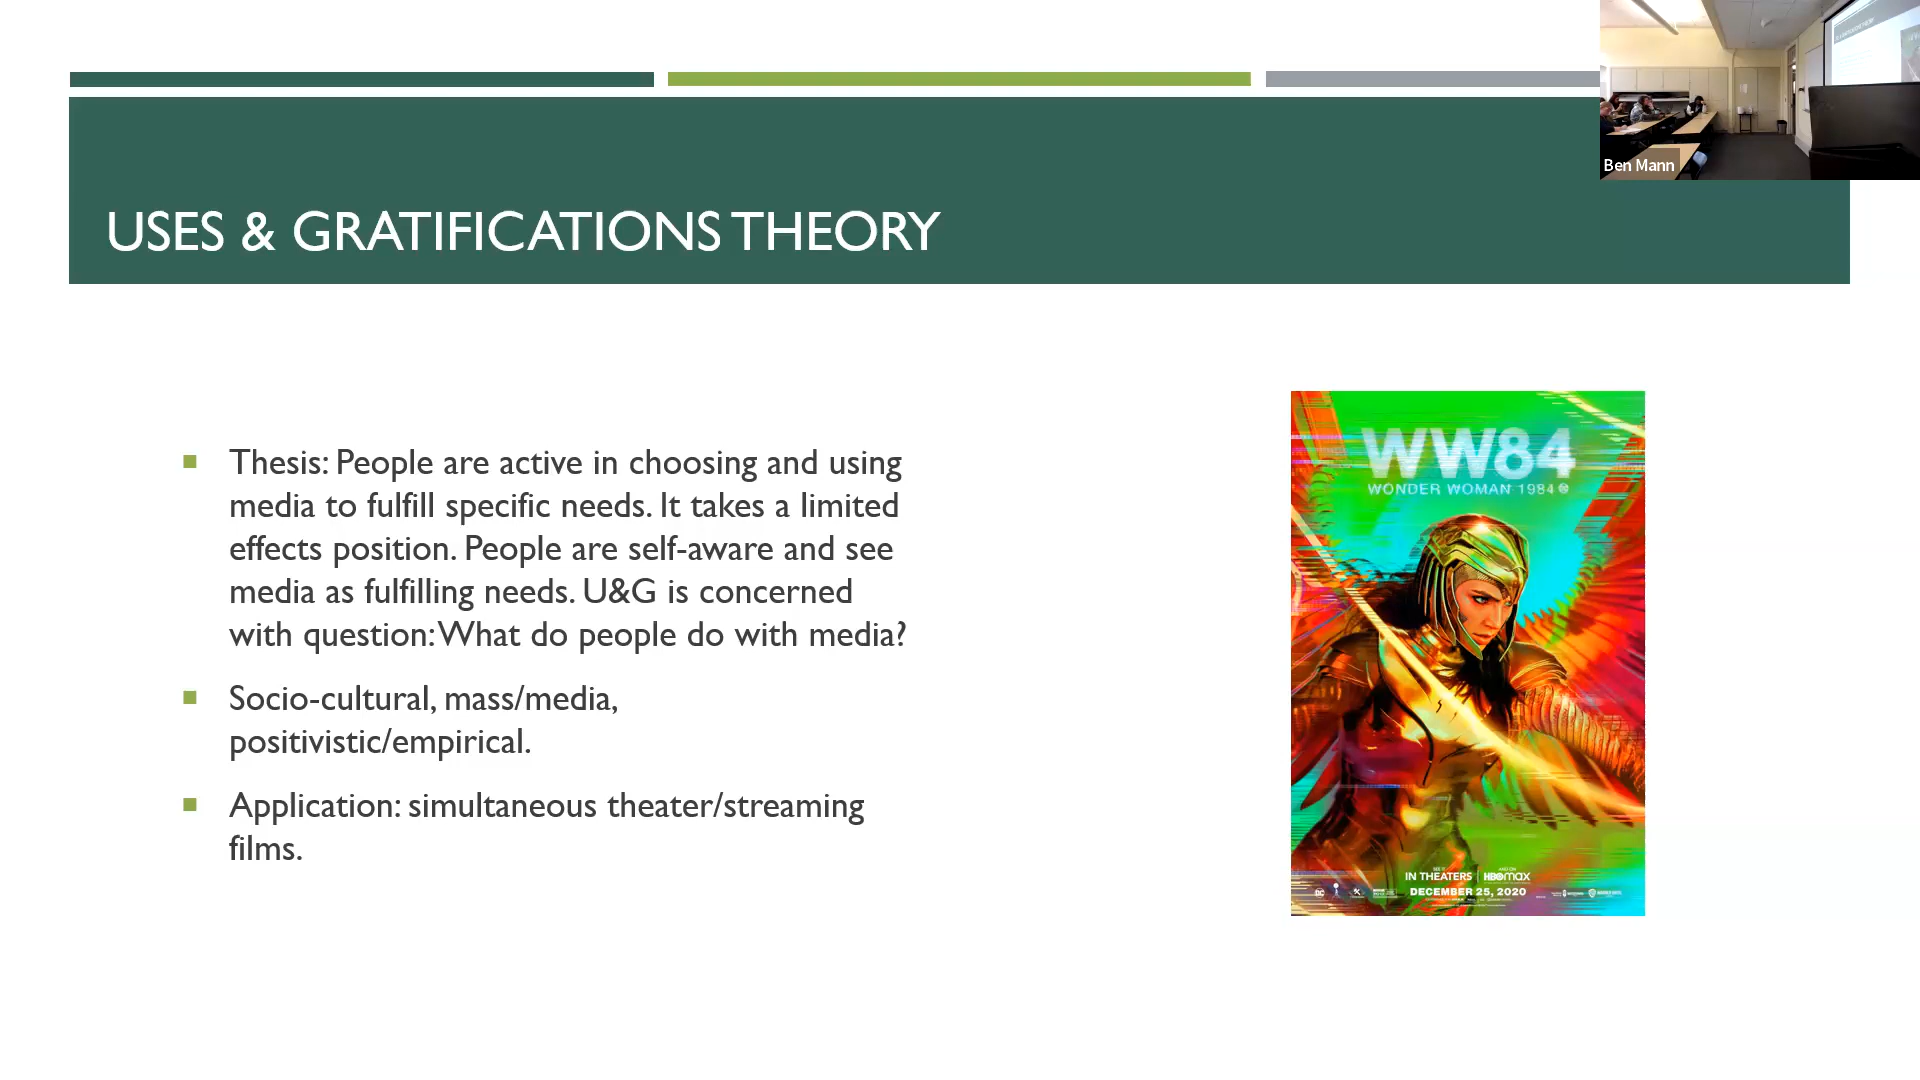 Ben Mann
USES & GRATIFICATIONS THEORY
Thesis: People are active in choosing and using
media to fulfill specific needs. It takes a limited
effects position. People are self-aware and see
media as fulfilling needs. U&G is concerned
with question: What do people do with media?
Socio-cultural, mass/media,
positivistic/empirical.
Application: simultaneous theater/streaming
films.
WW84
WONDER WOMAN 1984
IN THEATERS
HBOMAX
DECEMBER 25, 2020